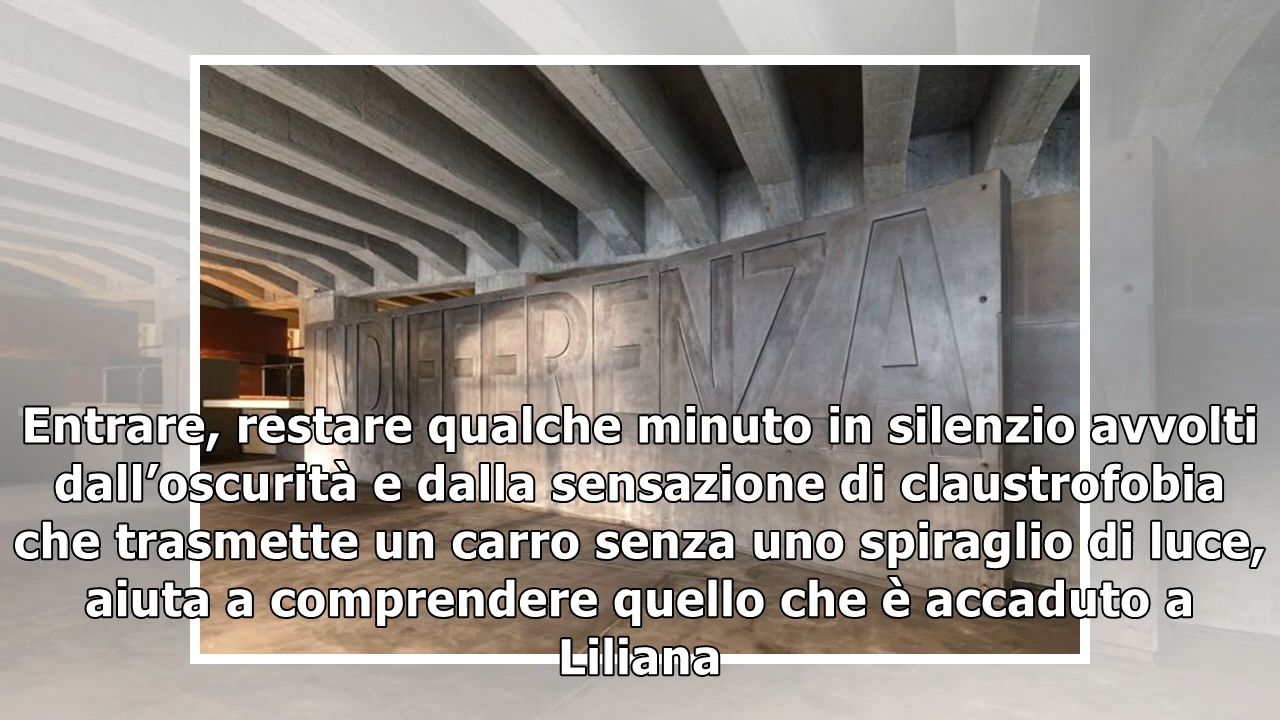 INDIFFERENZA
Entrare, restare qualche minuto in silenzio avvolti
dall’oscurità e dalla sensazione di claustrofobia
che trasmette un carro senza uno spiraglio di luce,
aiuta a comprendere quello che è accaduto a
Liliana